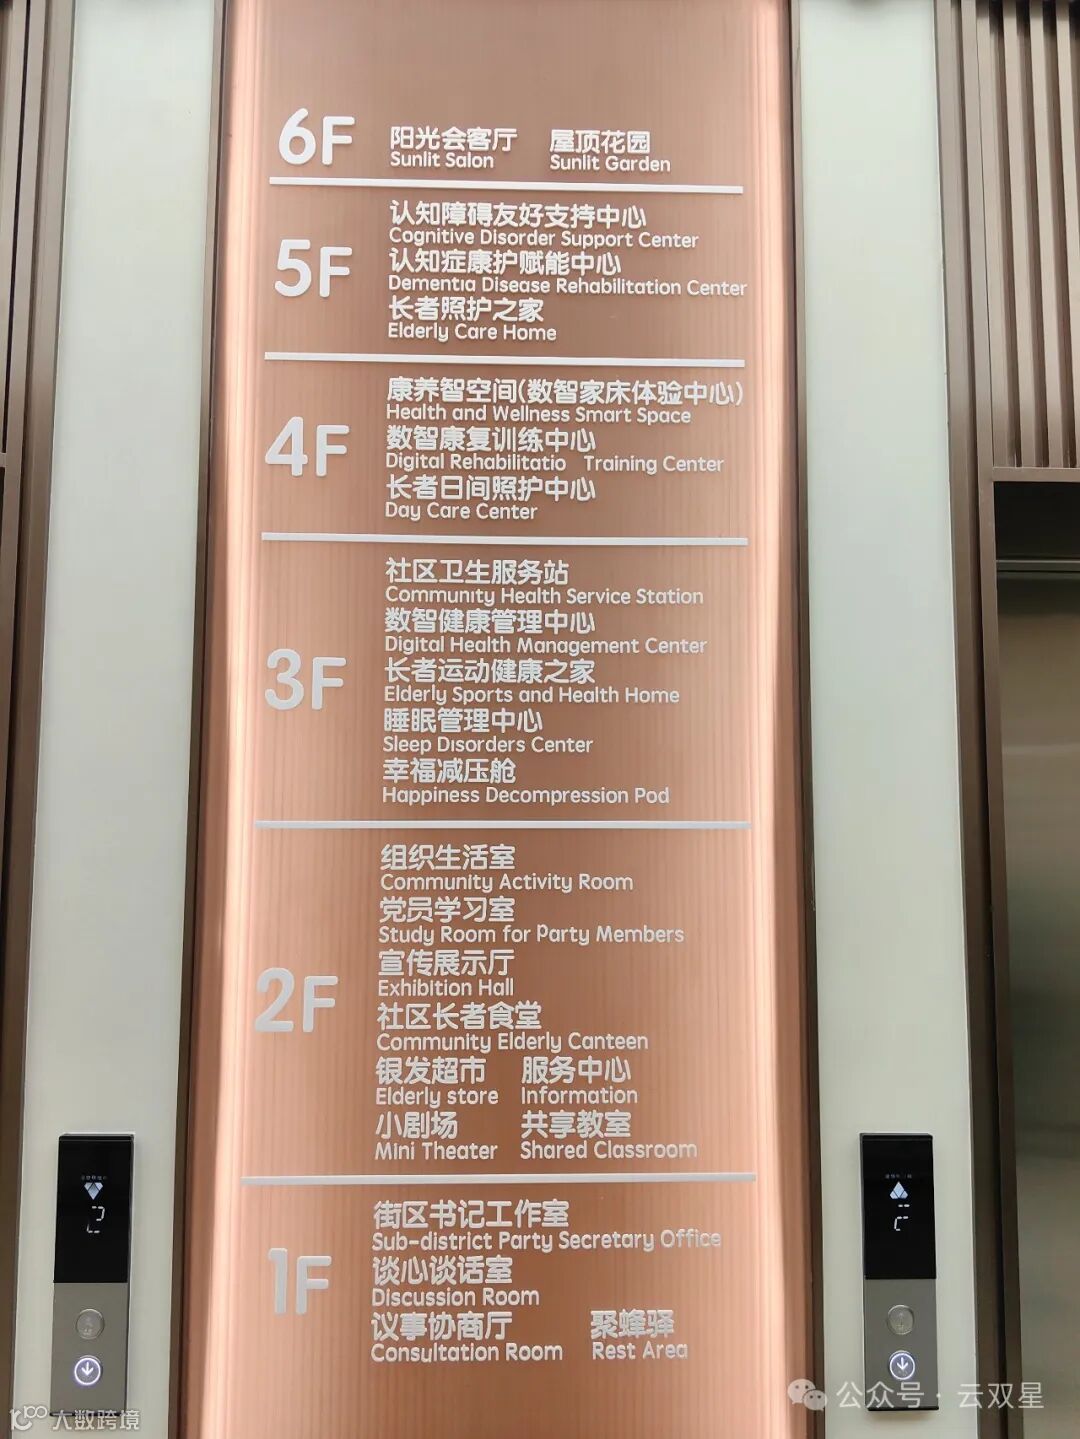 6F
阳光会客厅 屋顶花园
Sunlit Salon Sunlit Garden
5F
认知障碍友好支持中心
Cognitive Disorder Support Center
认知症康护赋能中心
Dementia Disease Rehabilitation Center
长者照护之家
Elderly Care Home
4F
康养智空间(数智家床体验中心)
Health and Wellness Smart Space
数智康复训练中心
Digital Rehabilitatio Training Center
长者日间照护中心
Day Care Center
3F
社区卫生服务站
Community Health Service Station
数智健康管理中心
Digital Health Management Center
长者运动健康之家
Elderly Sports and Health Home
睡眠管理中心
Sleep Disorders Center
幸福减压舱
Happiness Decompression Pod
2F
组织生活室
Community Activity Room
党员学习室
Study Room for Party Members
宣传展示厅
Exhibition Hall
社区长者食堂
Community Elderly Canteen
银发超市 服务中心
Elderly store Information
小剧场 共享教室
Mini Theater Shared Classroom
1F
街区书记工作室
Sub-district Party Secretary Office
谈心谈话室
Discussion Room
议事协商厅 聚蜂驿
Consultation Room Rest Area
2
公众号·云双星
大数跨境